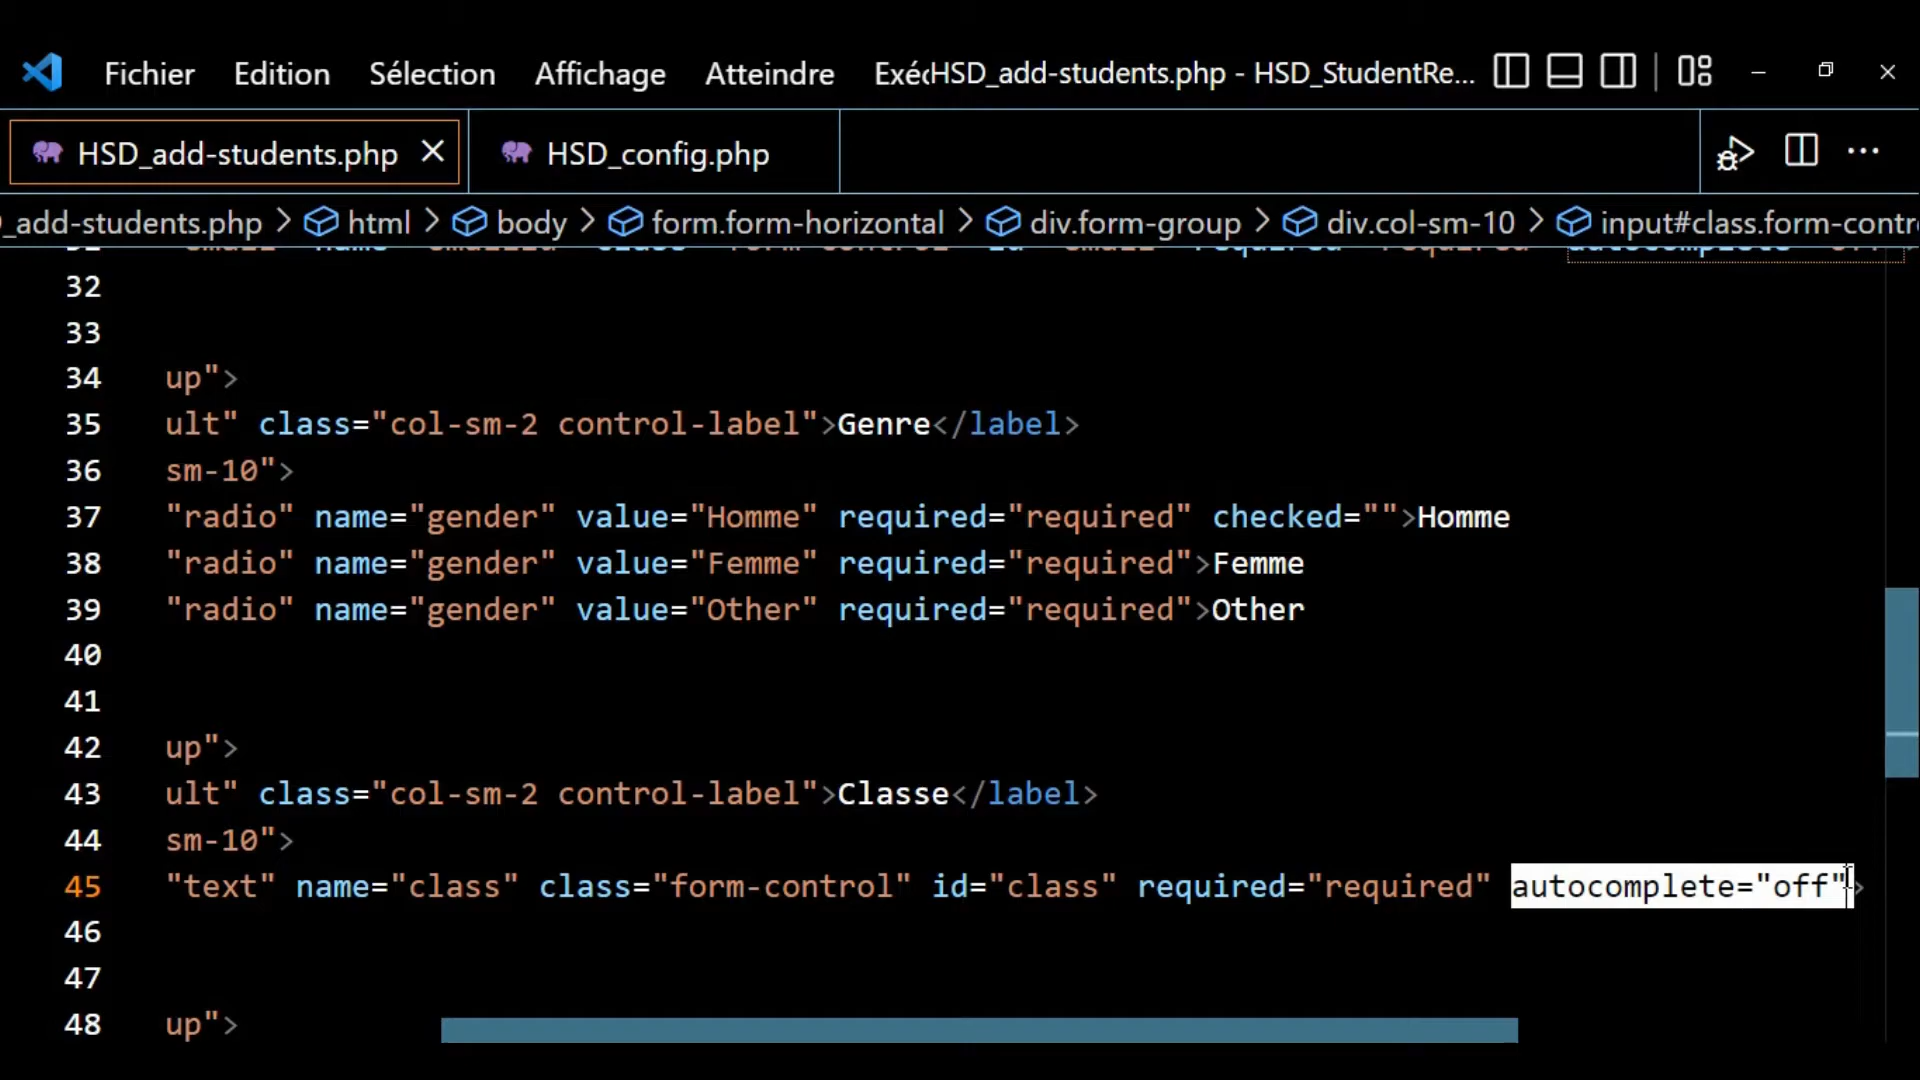 Fichier Edition Sélection Affichage Atteindre Exé HSD_add-students.php - HSD_StudentRe...
HSD_add-students.php HSD_config.php
_add-students.php > html > body > form.form-horizontal > div.form-group > div.col-sm-10 > input#class.form-contr
32
33
34 up">
35 ult" class="col-sm-2 control-label">Genre</label>
36 sm-10">
37 "radio" name="gender" value="Homme" required="required" checked="">Homme
38 "radio" name="gender" value="Femme" required="required">Femme
39 "radio" name="gender" value="Other" required="required">Other
40
41
42 up">
43 ult" class="col-sm-2 control-label">Classe</label>
44 sm-10">
45 "text" name="class" class="form-control" id="class" required="required" autocomplete="off">
46
47
48 up">